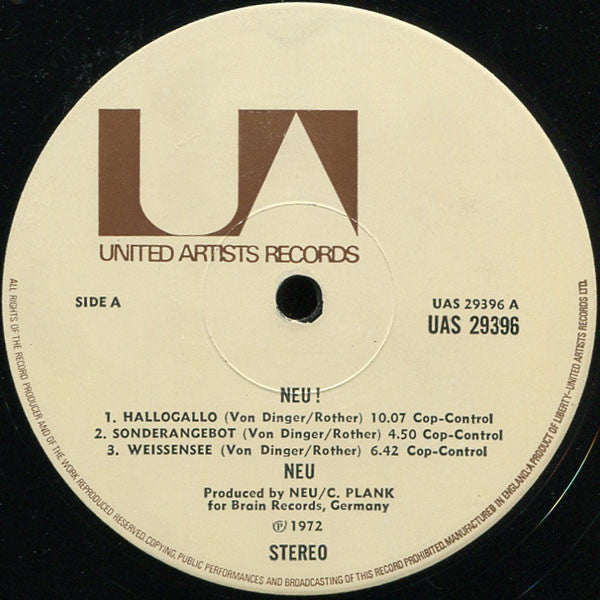 UA
UNITED ARTISTS RECORDS
SIDE A
UAS 29396 A
UAS 29396
NEU !
1. HALLOGALLO (Von Dinger/Rother) 10.07 Cop-Control
2. SONDERANGEBOT (Von Dinger/Rother) 4.50 Cop-Control
3. WEISSENSEE (Von Dinger/Rother) 6.42 Cop-Control
NEU
Produced by NEU/C. PLANK
for Brain Records, Germany
℗ 1972
STEREO
ALL RIGHTS OF THE RECORD PRODUCER AND OF THE WORK REPRODUCED RESERVED. COPYING, PUBLIC PERFORMANCES AND BROADCASTING OF THIS RECORD PROHIBITED. MANUFACTURED IN ENGLAND. A PRODUCT OF LIBERTY-UNITED ARTISTS RECORDS LTD.